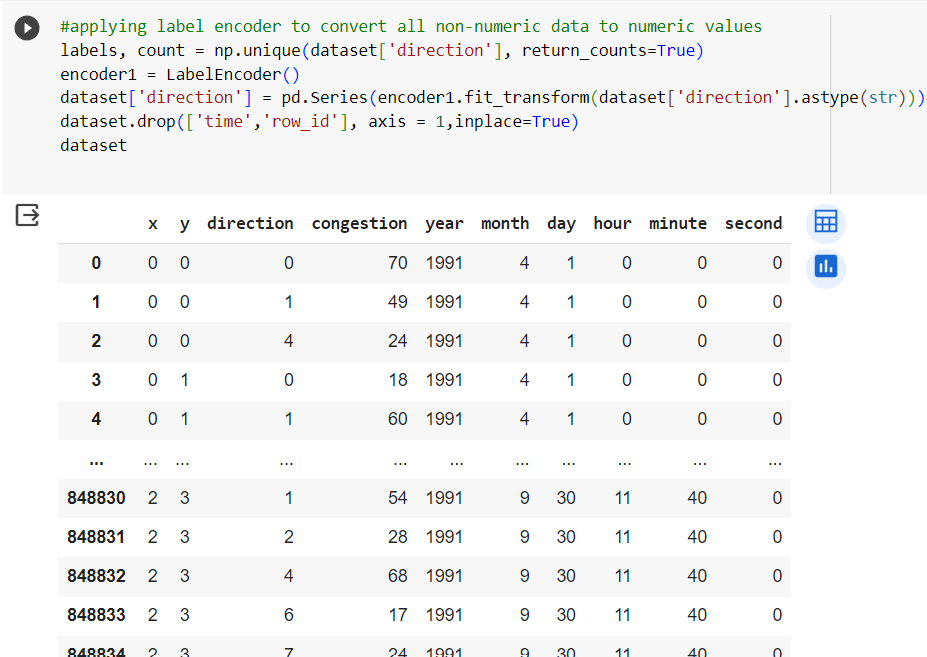 #applying label encoder to convert all non-numeric data to numeric values
labels, count = np.unique(dataset['direction'], return_counts=True)
encoder1 = LabelEncoder()
dataset['direction'] = pd.Series(encoder1.fit_transform(dataset['direction'].astype(str)))
dataset.drop(['time','row_id'], axis = 1,inplace=True)
dataset
x y direction congestion year month day hour minute second
0 0 0 0 70 1991 4 1 0 0 0
1 0 0 1 49 1991 4 1 0 0 0
2 0 0 4 24 1991 4 1 0 0 0
3 0 1 0 18 1991 4 1 0 0 0
4 0 1 1 60 1991 4 1 0 0 0
... ... ... ... ... ... ... ... ... ... ...
848830 2 3 1 54 1991 9 30 11 40 0
848831 2 3 2 28 1991 9 30 11 40 0
848832 2 3 4 68 1991 9 30 11 40 0
848833 2 3 6 17 1991 9 30 11 40 0
848834 2 3 7 24 1991 9 30 11 40 0